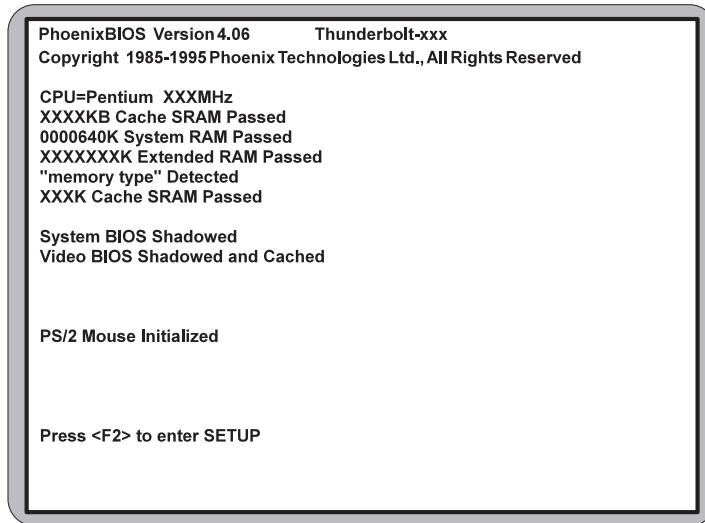 PhoenixBIOS Version 4.06 Thunderbolt-xxx
Copyright 1985-1995 Phoenix Technologies Ltd., All Rights Reserved
CPU=Pentium XXXMHz
XXXXKB Cache SRAM Passed
0000640K System RAM Passed
XXXXXXXK Extended RAM Passed
"memory type" Detected
XXXK Cache SRAM Passed
System BIOS Shadowed
Video BIOS Shadowed and Cached
PS/2 Mouse Initialized
Press <F2> to enter SETUP